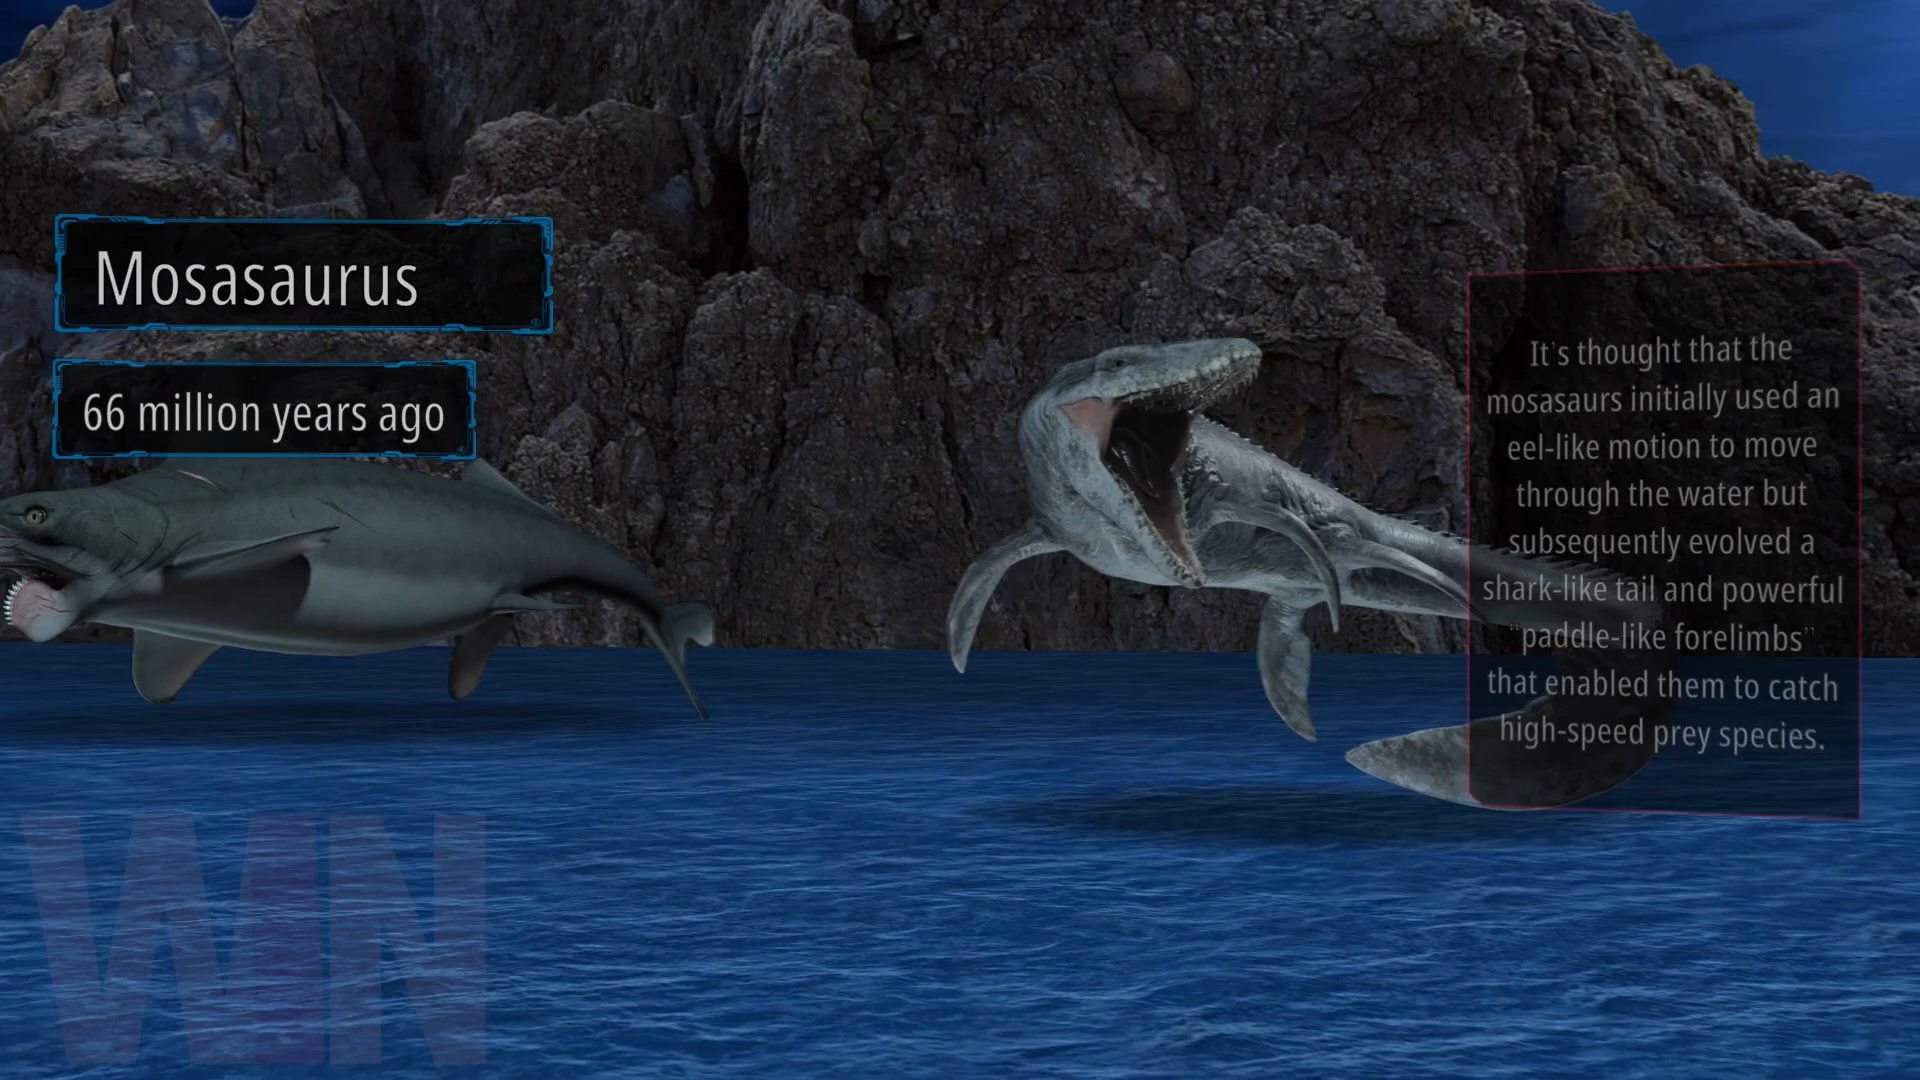 Mosasaurus
66 million years ago
It's thought that the
mosasaurs initially used an
eel-like motion to move
through the water but
subsequently evolved a
shark-like tail and powerful
“paddle-like forelimbs”
that enabled them to catch
high-speed prey species.
WIN